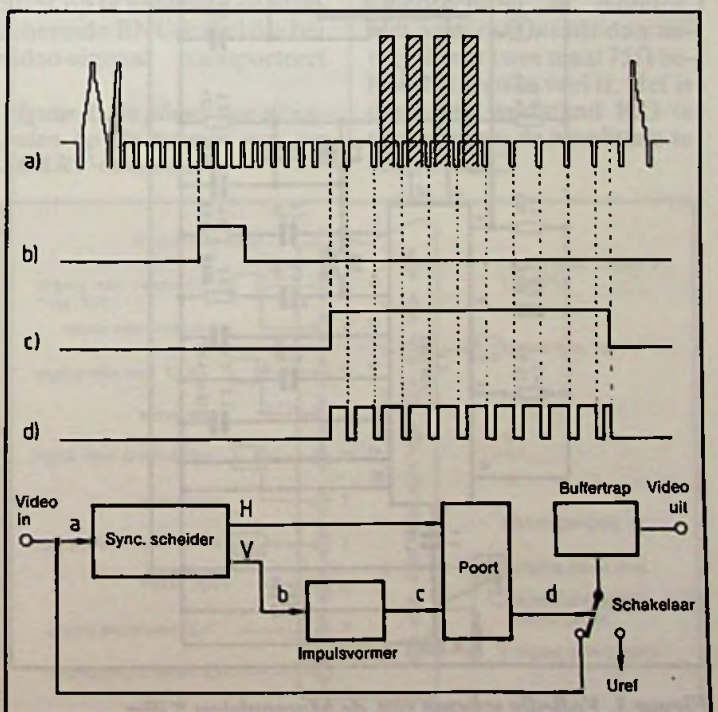 a)
b)
c)
d)
Video
in
a
Sync. scheider
H
V
b
Impulsvormer
c
Poort
d
Buffertrap
Video
uit
Schakelaar
Uref